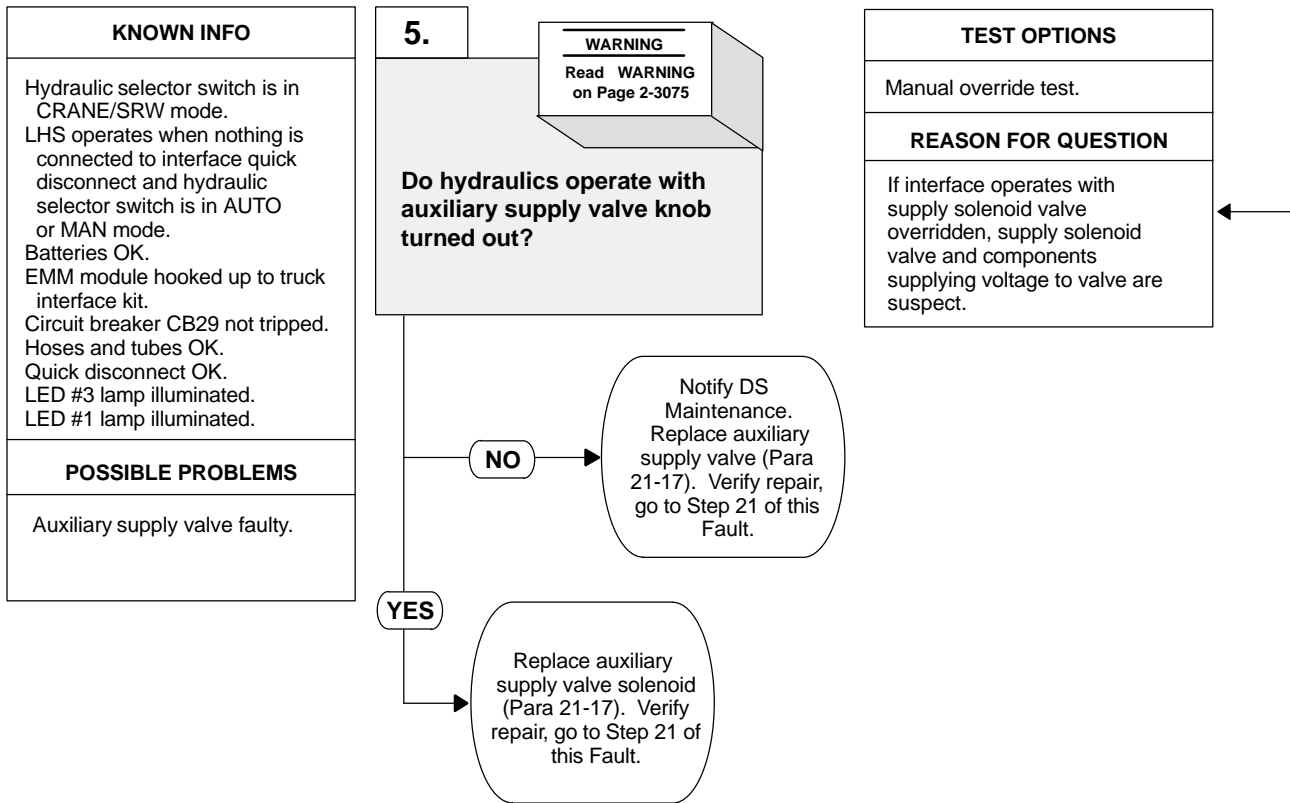 KNOWN INFO
Hydraulic selector switch is in
CRANE/SRW mode.
LHS operates when nothing is
connected to interface quick
disconnect and hydraulic
selector switch is in AUTO
or MAN mode.
Batteries OK.
EMM module hooked up to truck
interface kit.
Circuit breaker CB29 not tripped.
Hoses and tubes OK.
Quick disconnect OK.
LED #3 lamp illuminated.
LED #1 lamp illuminated.
POSSIBLE PROBLEMS
Auxiliary supply valve faulty.
5.
WARNING
Read WARNING
on Page 2-3075
Do hydraulics operate with
auxiliary supply valve knob
turned out?
NO
Notify DS
Maintenance.
Replace auxiliary
supply valve (Para
21-17). Verify repair,
go to Step 21 of this
Fault.
YES
Replace auxiliary
supply valve solenoid
(Para 21-17). Verify
repair, go to Step 21 of
this Fault.
TEST OPTIONS
Manual override test.
REASON FOR QUESTION
If interface operates with
supply solenoid valve
overridden, supply solenoid
valve and components
supplying voltage to valve are
suspect.